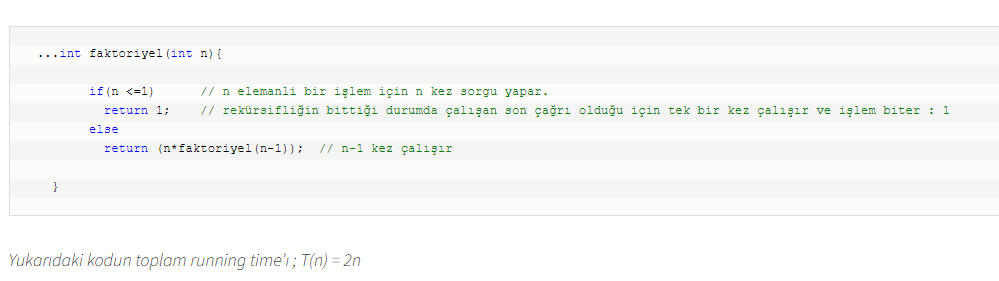 ...int faktoriyel(int n){
if(n <=1) // n elemanli bir işlem için n kez sorgu yapar.
return 1; // rekürsifliğin bittiği durumda çalışan son çağrı olduğu için tek bir kez çalışır ve işlem biter : 1
else
return (n*faktoriyel(n-1)); // n-1 kez çalışır
}
Yukarıdaki kodun toplam running time'ı ; T(n) = 2n